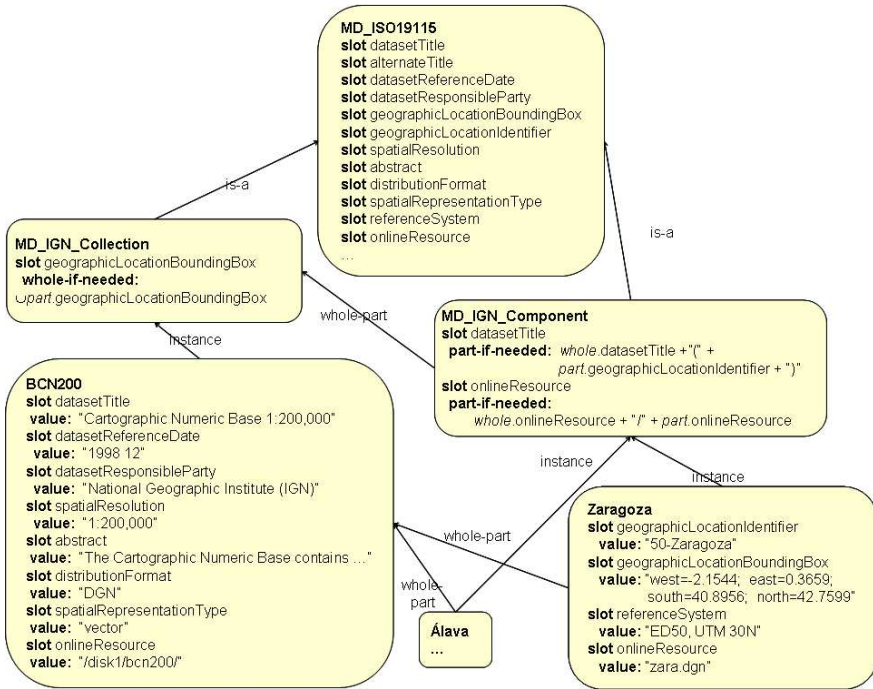 MD_ISO19115
slot datasetTitle
slot alternateTitle
slot datasetReferenceDate
slot datasetResponsibleParty
slot geographicLocationBoundingBox
slot geographicLocationIdentifier
slot spatialResolution
slot abstract
slot distributionFormat
slot spatialRepresentationType
slot referenceSystem
slot onlineResource
...
is-a
is-a
MD_IGN_Collection
slot geographicLocationBoundingBox
whole-if-needed:
∪part.geographicLocationBoundingBox
whole-part
instance
MD_IGN_Component
slot datasetTitle
part-if-needed: whole.datasetTitle +"(" +
part.geographicLocationIdentifier + ")"
slot onlineResource
part-if-needed:
whole.onlineResource + "/" + part.onlineResource
instance
instance
BCN200
slot datasetTitle
value: "Cartographic Numeric Base 1:200,000"
slot datasetReferenceDate
value: "1998 12"
slot datasetResponsibleParty
value: "National Geographic Institute (IGN)"
slot spatialResolution
value: "1:200,000"
slot abstract
value: "The Cartographic Numeric Base contains ..."
slot distributionFormat
value: "DGN"
slot spatialRepresentationType
value: "vector"
slot onlineResource
value: "/disk1/bcn200/"
whole-part
whole-
part
Álava
...
Zaragoza
slot geographicLocationIdentifier
value: "50-Zaragoza"
slot geographicLocationBoundingBox
value: "west=-2.1544; east=0.3659;
south=40.8956; north=42.7599"
slot referenceSystem
value: "ED50, UTM 30N"
slot onlineResource
value: "zara.dgn"